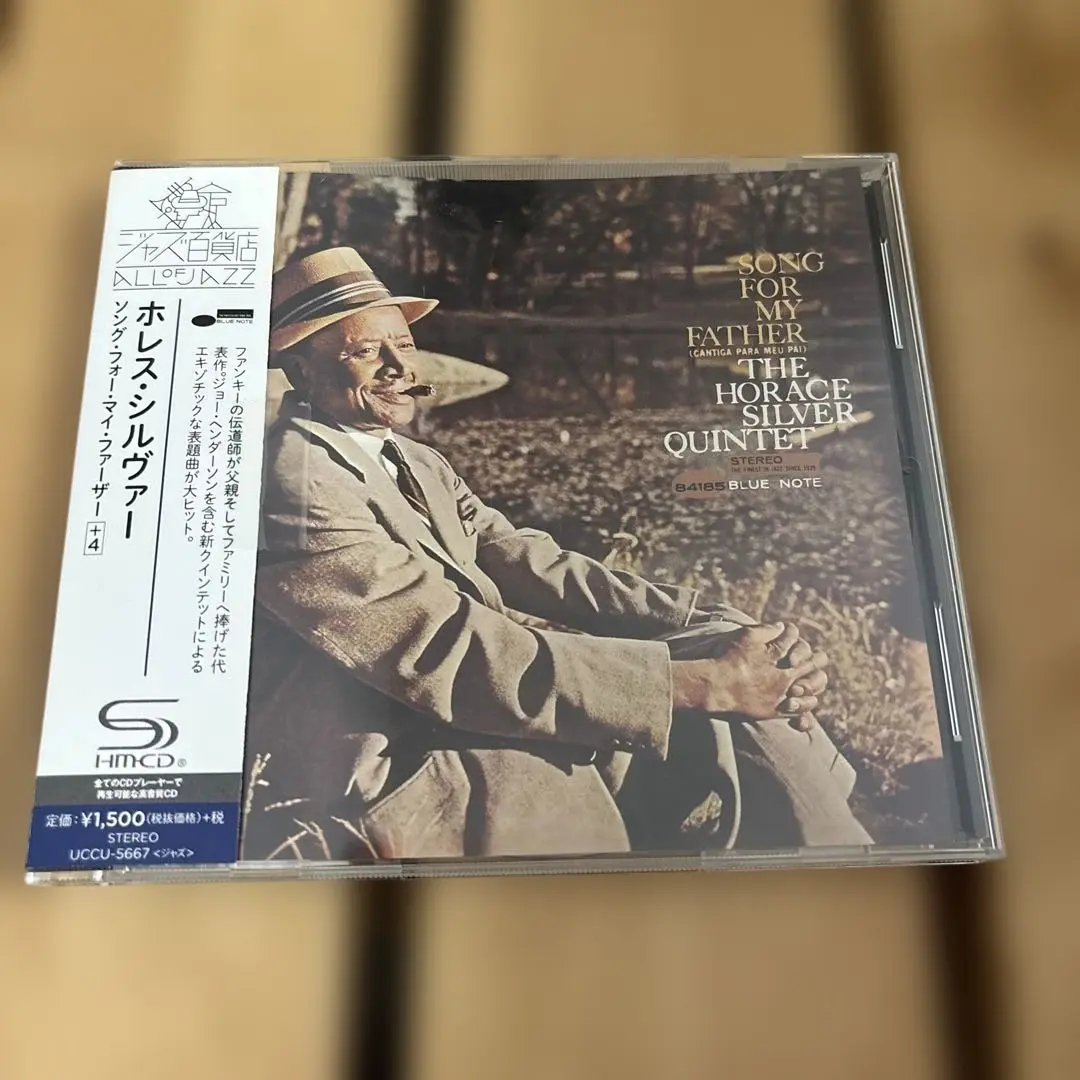 ジャズ百貨店
ALL OF JAZZ
BLUE NOTE
ホレス・シルヴァー
ソング・フォー・マイ・ファーザー +4
ファンキーの伝道師が父親そしてファミリーへ捧げた代
表作。ジョー・ヘンダーソンを含む新クインテットによる
エキゾチックな表題曲が大ヒット。
SHM-CD®
全てのCDプレーヤーで
再生可能な高音質CD
定価:¥1,500(税抜価格)+税
STEREO
UCCU-5667 <ジャズ>
SONG
FOR
MY
FATHER
(CANTIGA PARA MEU PAI)
THE
HORACE
SILVER
QUINTET
STEREO
THE FINEST IN JAZZ SINCE 1939
84185 BLUE NOTE